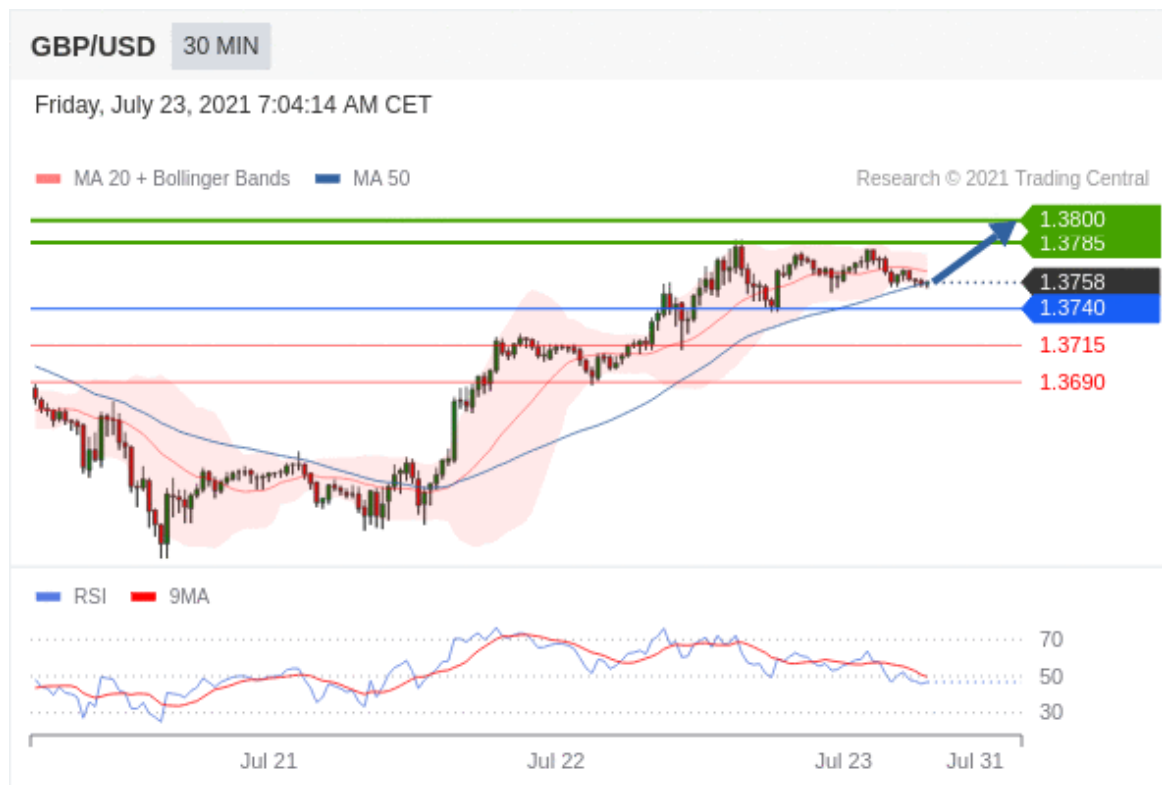 GBP/USD 30 MIN
Friday, July 23, 2021 7:04:14 AM CET
MA 20 + Bollinger Bands MA 50 Research © 2021 Trading Central
1.3800
1.3785
1.3758
1.3740
1.3715
1.3690
RSI 9MA
70
50
30
Jul 21 Jul 22 Jul 23 Jul 31